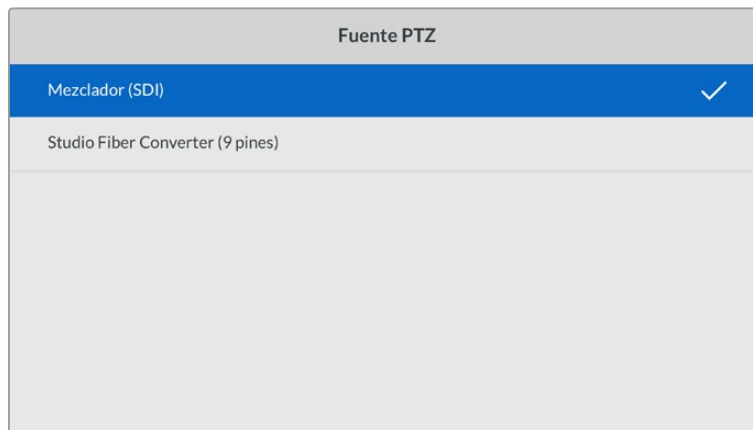 Fuente PTZ
Mezclador (SDI)
Studio Fiber Converter (9 pines)